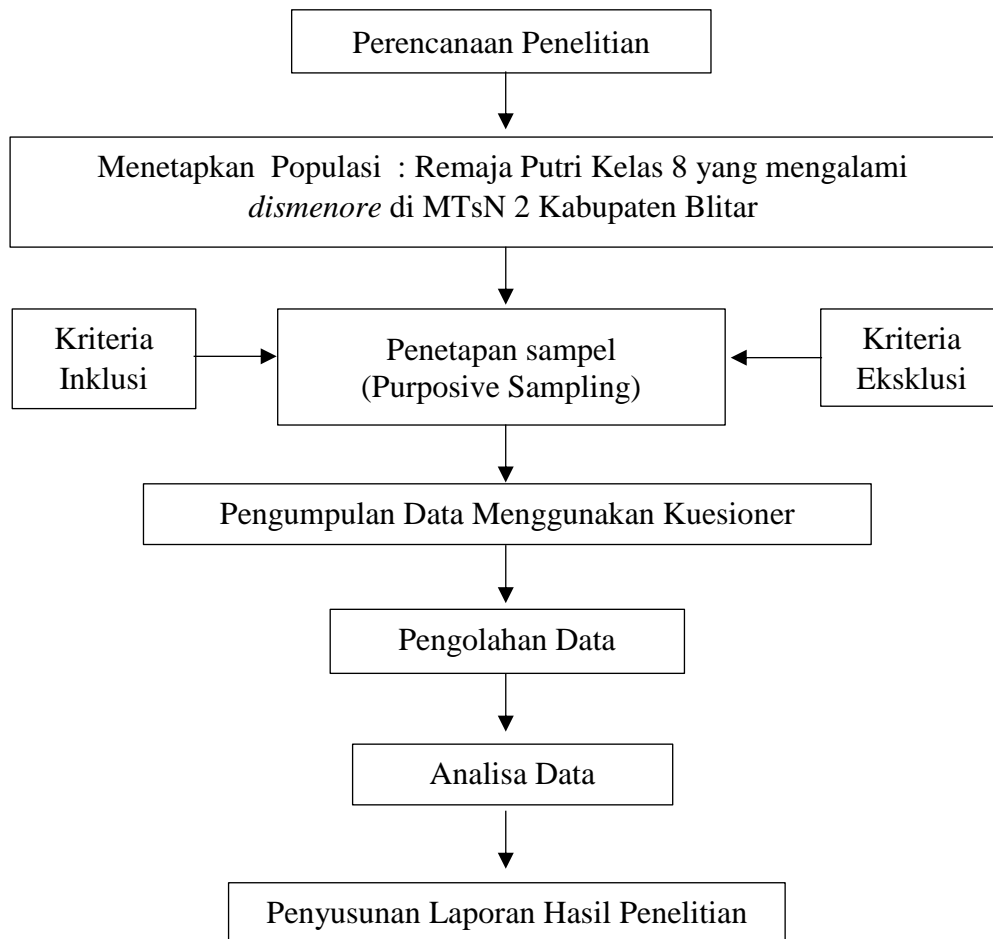 Perencanaan Penelitian
Menetapkan Populasi : Remaja Putri Kelas 8 yang mengalami
dismenore di MTsN 2 Kabupaten Blitar
Kriteria
Inklusi
Penetapan sampel
(Purposive Sampling)
Kriteria
Eksklusi
Pengumpulan Data Menggunakan Kuesioner
Pengolahan Data
Analisa Data
Penyusunan Laporan Hasil Penelitian